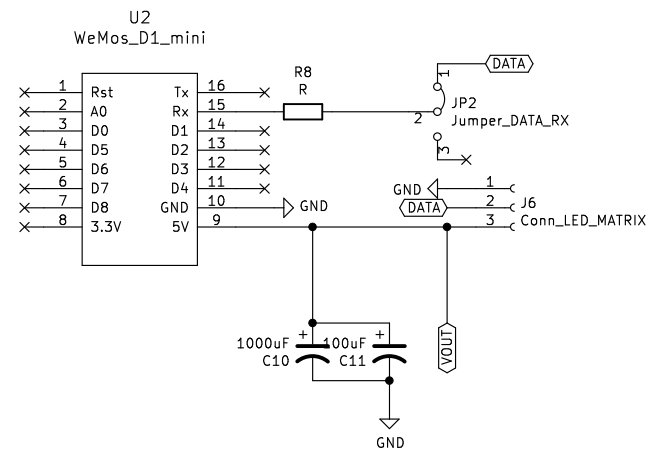 U2
WeMos_D1_mini
1 Rst Tx 16
2 A0 Rx 15
3 D0 D1 14
4 D5 D2 13
5 D6 D3 12
6 D7 D4 11
7 D8 GND 10
8 3.3V 5V 9
R8
R
GND
DATA
1
JP2
2
Jumper_DATA_RX
3
GND 1
DATA 2 J6
3 Conn_LED_MATRIX
VOUT
+ +
1000uF 100uF
C10 C11
GND